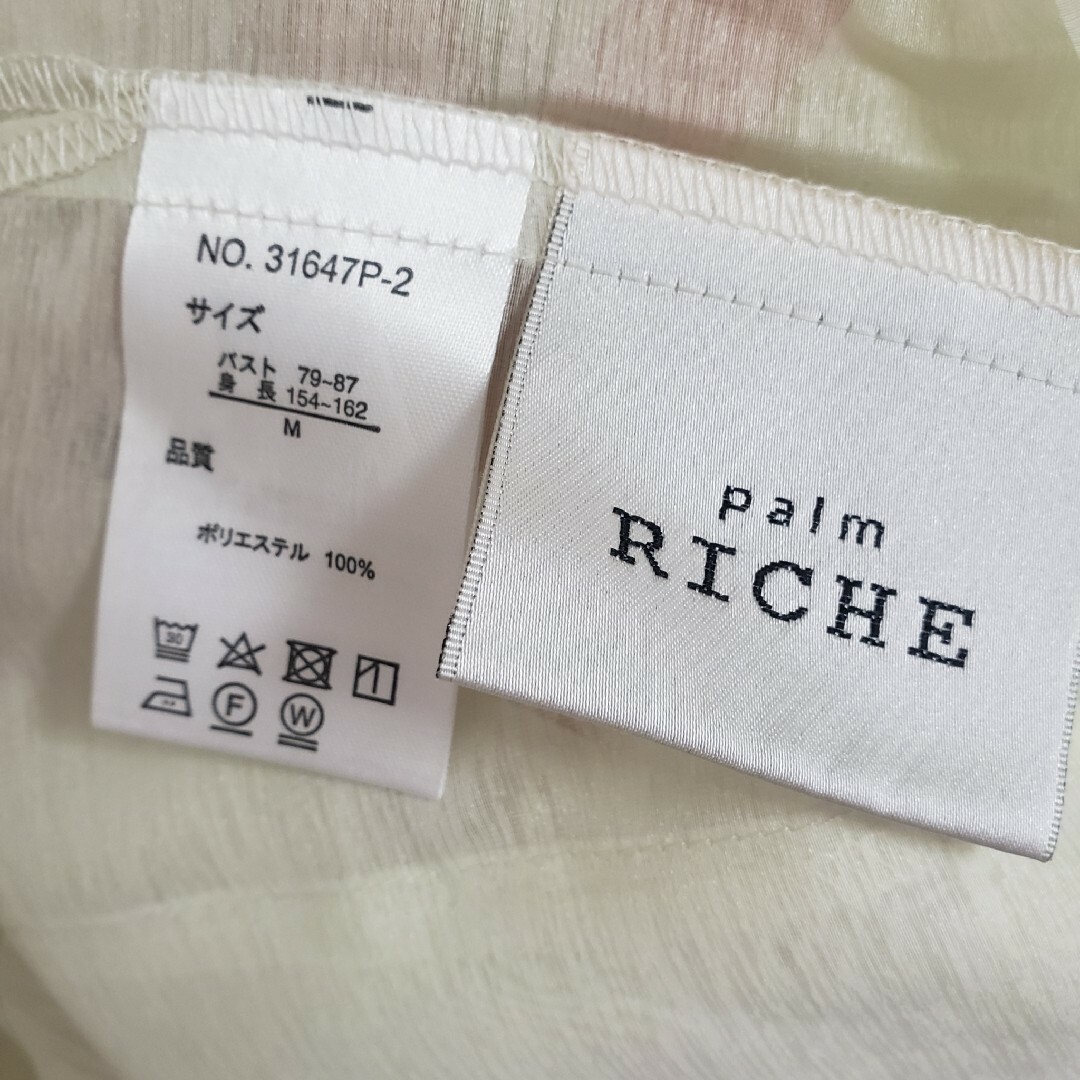 NO. 31647P-2
サイズ
バスト 79~87
身 長 154~162
M
品質
ポリエステル 100%
30
F
W
palm
RICHE